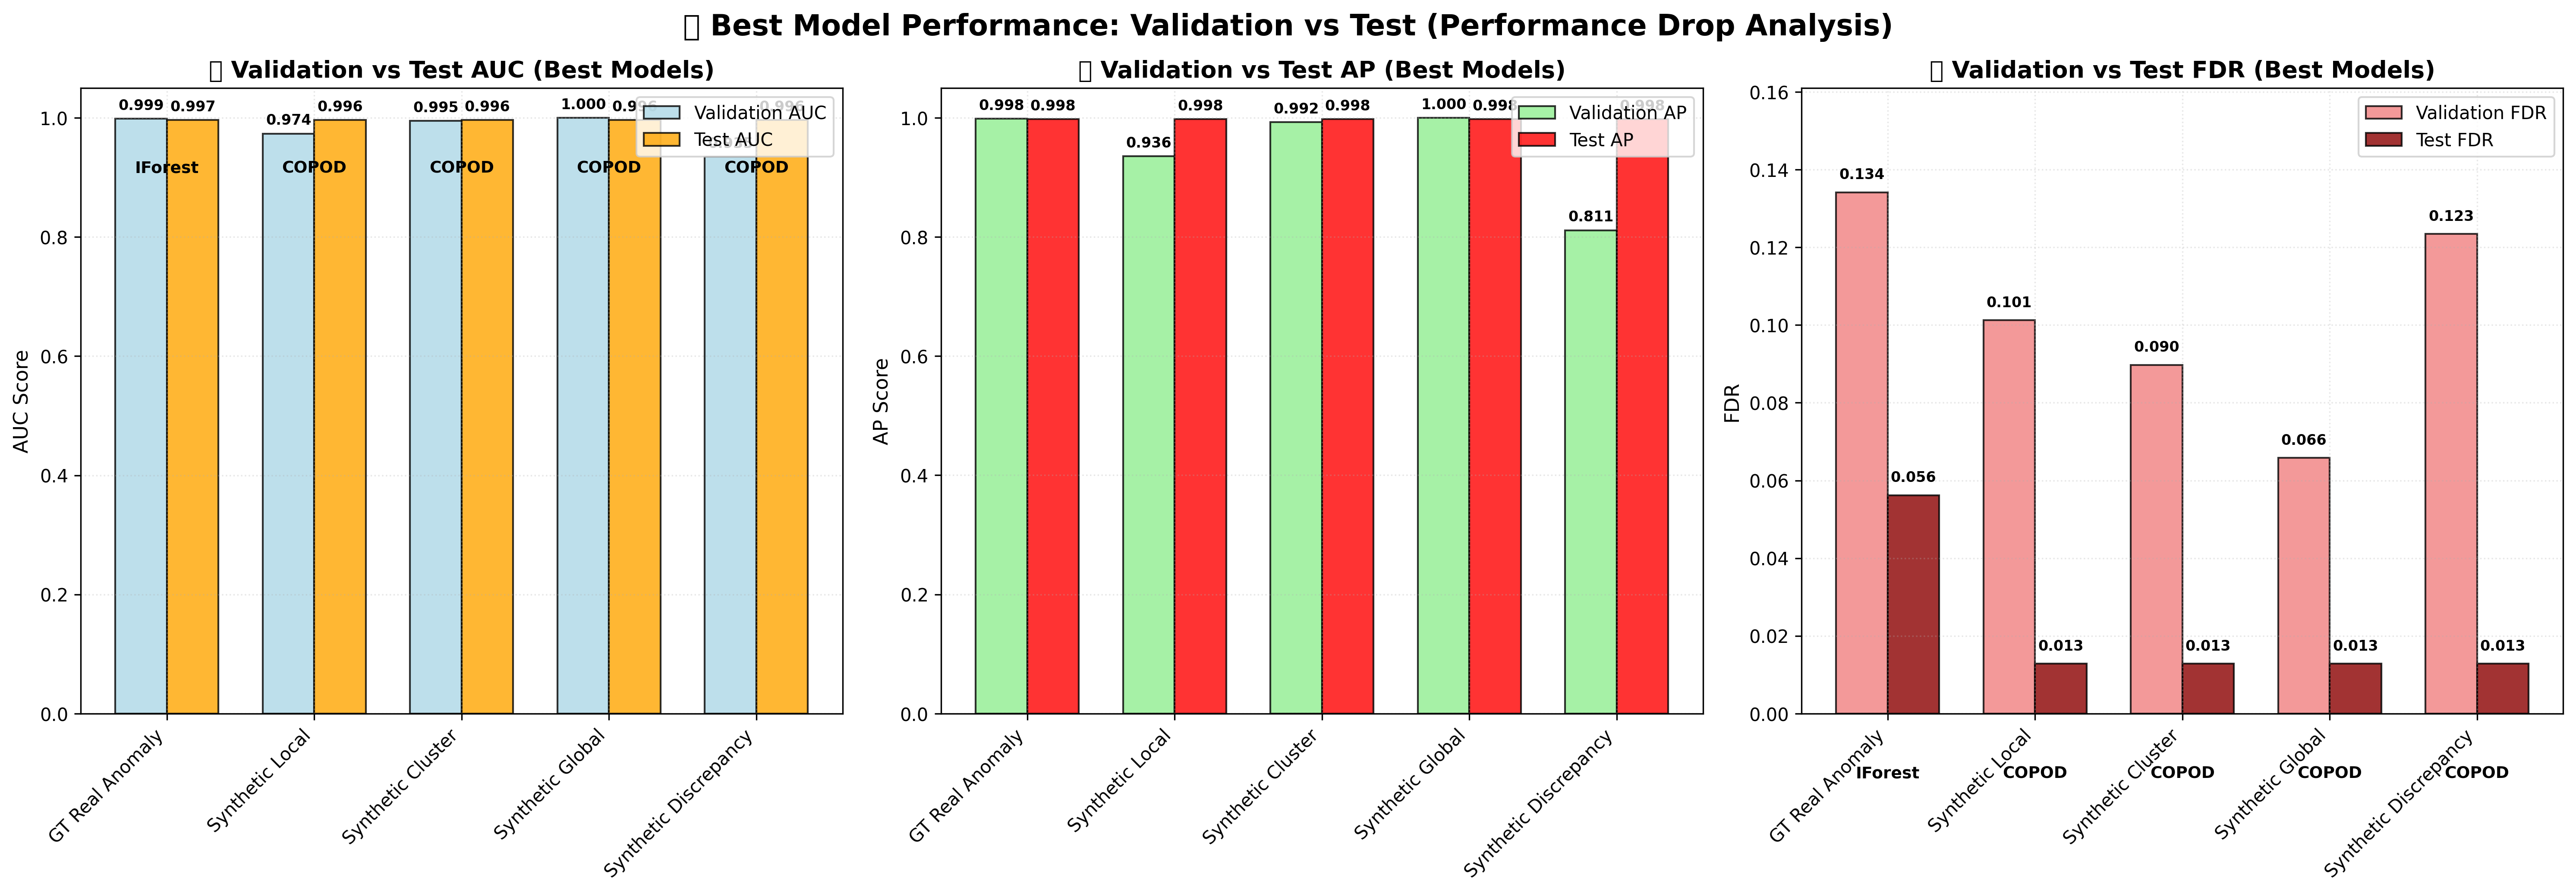 Best Model Performance: Validation vs Test (Performance Drop Analysis)
Validation vs Test AUC (Best Models)
0.999 0.997
0.974
0.996
0.995 0.996
1.000
0.996
0.996
Validation AUC
Test AUC
IForest
COPOD
COPOD
COPOD
COPOD
1.0
0.8
0.6
0.4
0.2
0.0
AUC Score
GT Real Anomaly
Synthetic Local
Synthetic Cluster
Synthetic Global
Synthetic Discrepancy
Validation vs Test AP (Best Models)
0.998 0.998
0.936
0.998
0.992 0.998
1.000 0.998
0.811
0.998
Validation AP
Test AP
1.0
0.8
0.6
0.4
0.2
0.0
AP Score
GT Real Anomaly
Synthetic Local
Synthetic Cluster
Synthetic Global
Synthetic Discrepancy
Validation vs Test FDR (Best Models)
Validation FDR
Test FDR
0.134
0.056
0.101
0.013
0.090
0.013
0.066
0.013
0.123
0.013
0.16
0.14
0.12
0.10
0.08
0.06
0.04
0.02
0.00
FDR
GT Real Anomaly
Synthetic Local
Synthetic Cluster
Synthetic Global
Synthetic Discrepancy
IForest
COPOD
COPOD
COPOD
COPOD